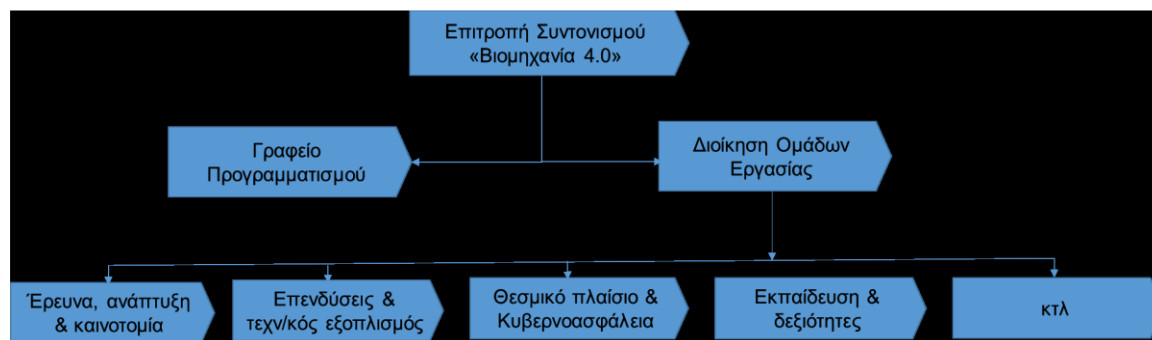 Επιτροπή Συντονισμού
«Βιομηχανία 4.0»
Γραφείο
Προγραμματισμού
Διοίκηση Ομάδων
Εργασίας
Έρευνα, ανάπτυξη
& καινοτομία
Επενδύσεις &
τεχν/κός εξοπλισμός
Θεσμικό πλαίσιο &
Κυβερνοασφάλεια
Εκπαίδευση &
δεξιότητες
κτλ